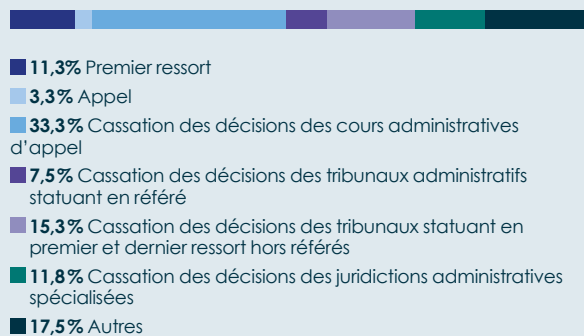 11,3% Premier ressort
3,3% Appel
33,3% Cassation des décisions des cours administratives
d’appel
7,5% Cassation des décisions des tribunaux administratifs
statuant en référé
15,3% Cassation des décisions des tribunaux statuant en
premier et dernier ressort hors référés
11,8% Cassation des décisions des juridictions administratives
spécialisées
17,5% Autres